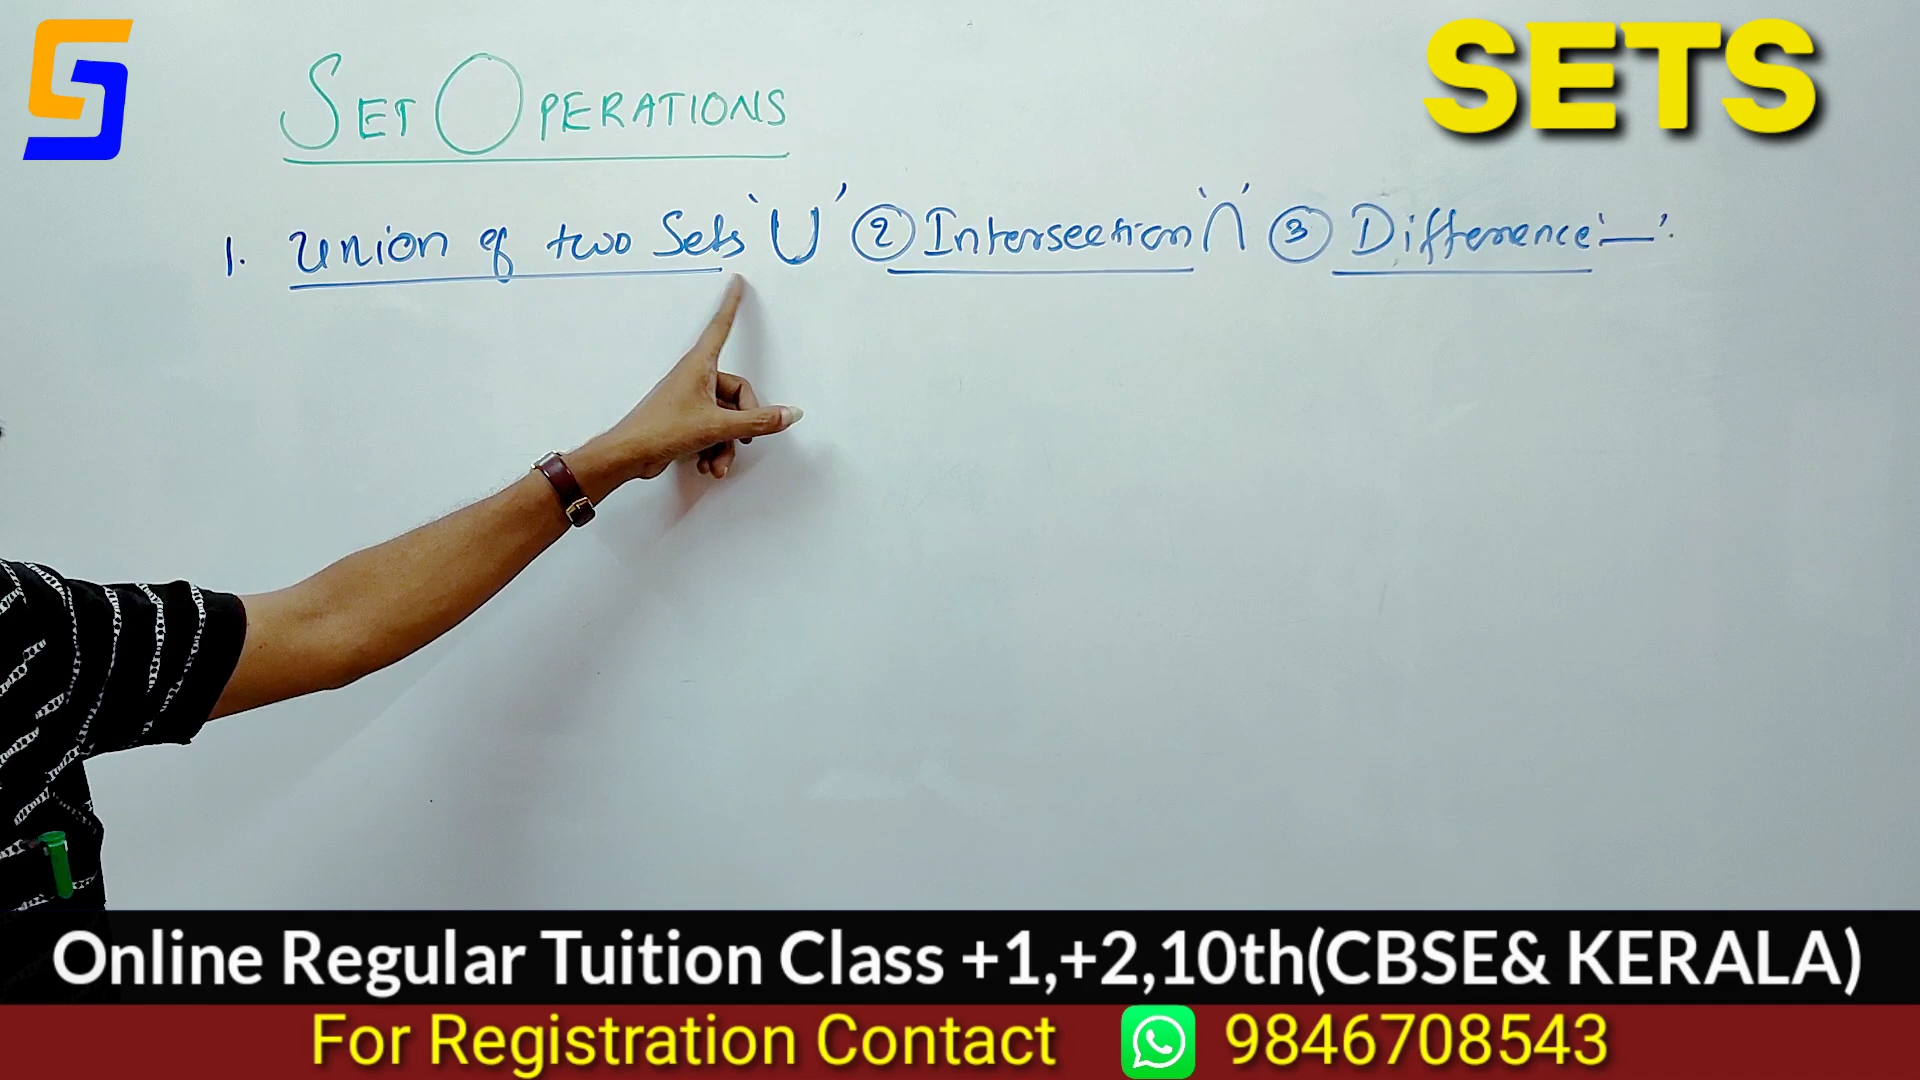 SETS
SET OPERATIONS
1. Union of two Sets '∪' ② Intersection '∩' ③ Difference '—'.
Online Regular Tuition Class +1,+2,10th(CBSE& KERALA)
For Registration Contact 9846708543